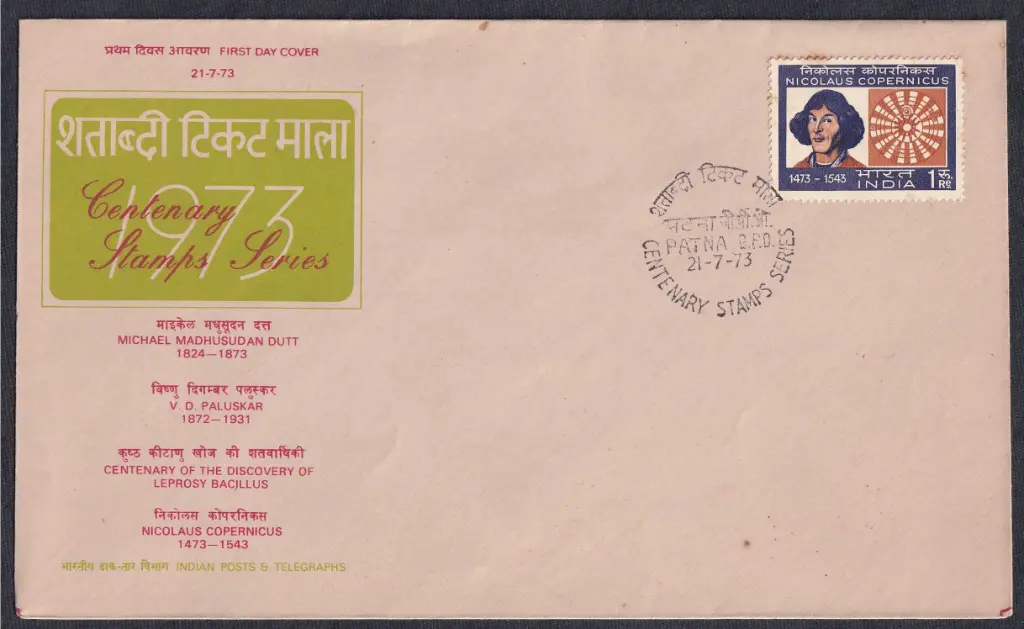 प्रथम दिवस आवरण FIRST DAY COVER
21-7-73
शताब्दी टिकट माला
1973
Centenary
Stamps Series
माइकेल मधुसूदन दत्त
MICHAEL MADHUSUDAN DUTT
1824—1873
विष्णु दिगम्बर पलुस्कर
V. D. PALUSKAR
1872—1931
कुष्ठ कीटाणु खोज की शतवार्षिकी
CENTENARY OF THE DISCOVERY OF
LEPROSY BACILLUS
निकोलस कोपरनिकस
NICOLAUS COPERNICUS
1473—1543
भारतीय डाक-तार विभाग INDIAN POSTS & TELEGRAPHS
निकोलस कोपरनिकस
NICOLAUS COPERNICUS
1473 - 1543 भारत
INDIA
1 रु.
Re
शताब्दी टिकट माला
पटना जी.पी.ओ.
PATNA G.P.O.
21-7-73
CENTENARY STAMPS SERIES